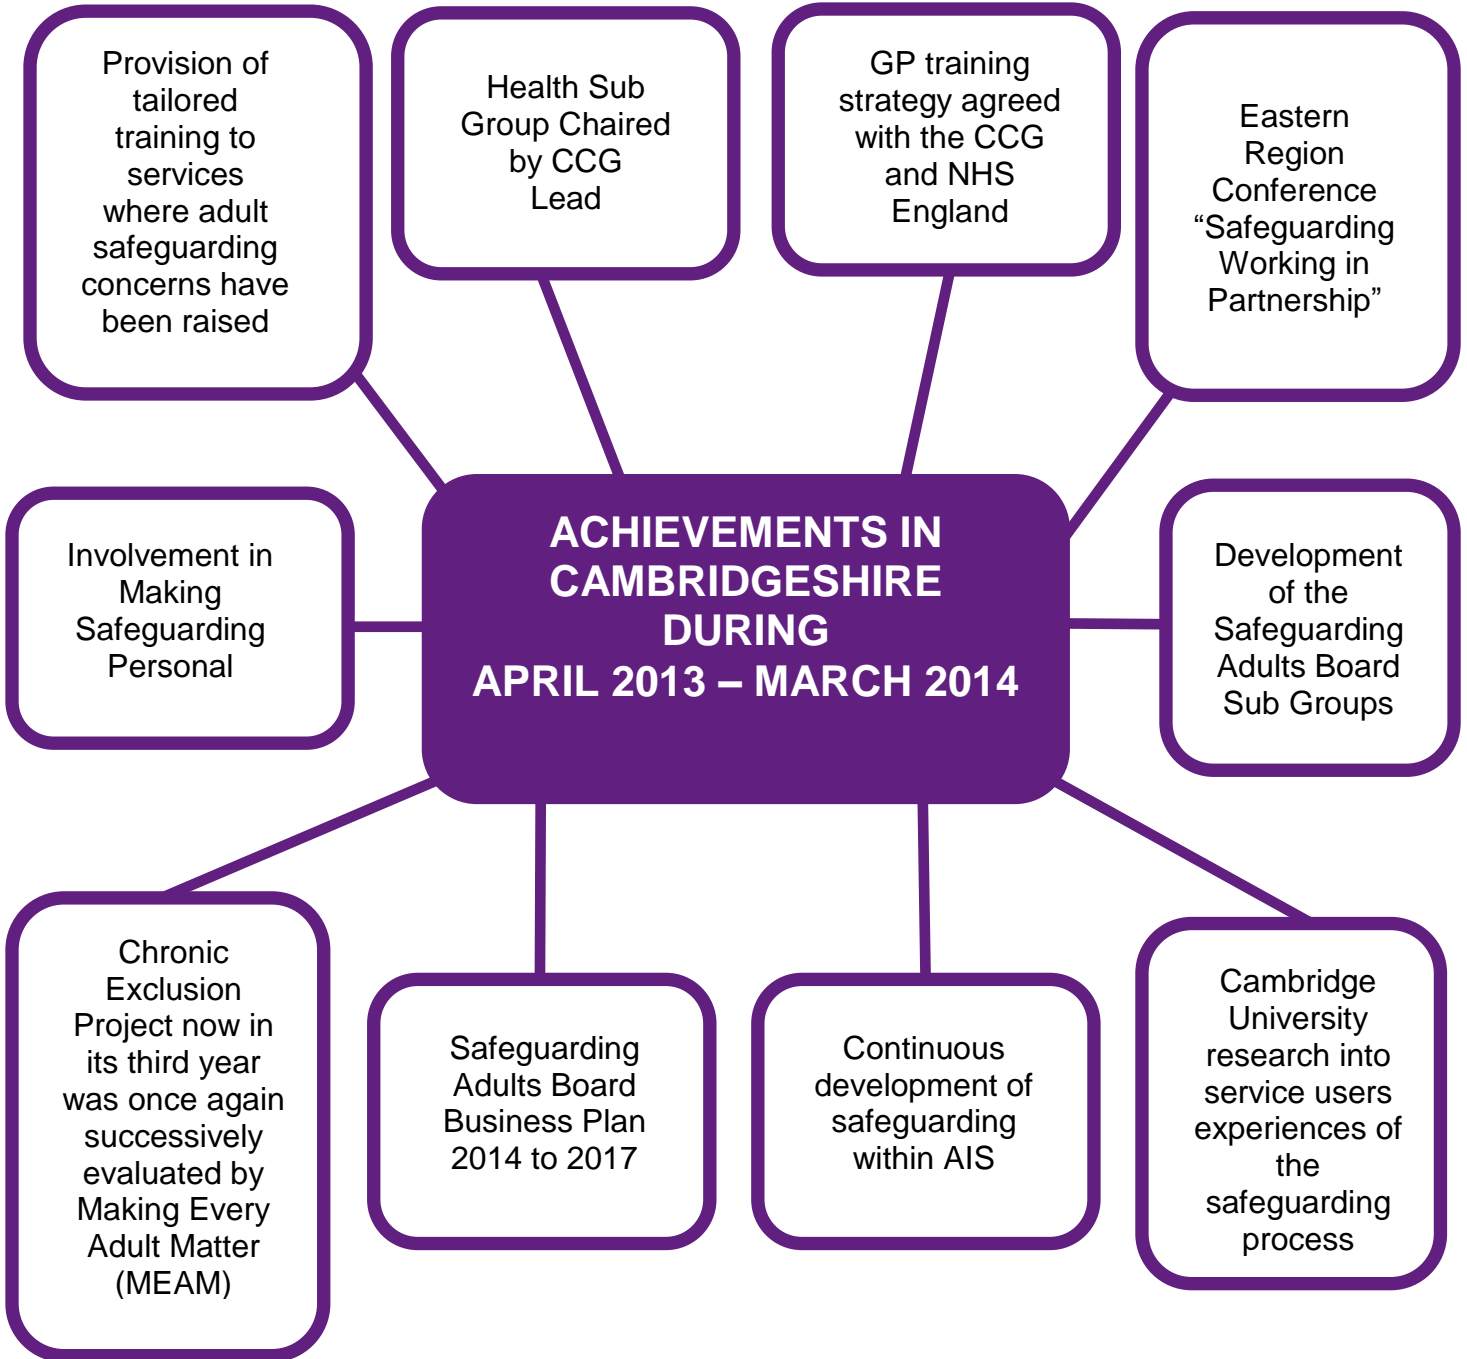 Provision of
tailored
training to
services
where adult
safeguarding
concerns have
been raised
Health Sub
Group Chaired
by CCG
Lead
GP training
strategy agreed
with the CCG
and NHS
England
Eastern
Region
Conference
“Safeguarding
Working in
Partnership”
Involvement in
Making
Safeguarding
Personal
ACHIEVEMENTS IN
CAMBRIDGESHIRE
DURING
APRIL 2013 – MARCH 2014
Development
of the
Safeguarding
Adults Board
Sub Groups
Chronic
Exclusion
Project now in
its third year
was once again
successively
evaluated by
Making Every
Adult Matter
(MEAM)
Safeguarding
Adults Board
Business Plan
2014 to 2017
Continuous
development of
safeguarding
within AIS
Cambridge
University
research into
service users
experiences of
the
safeguarding
process